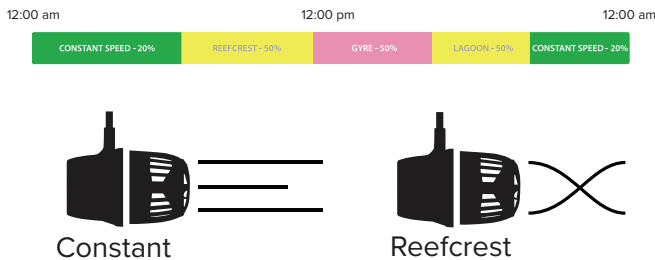 12:00 am 12:00 pm 12:00 am
CONSTANT SPEED - 20% REEFCREST - 50% GYRE - 50% LAGOON - 50% CONSTANT SPEED - 20%
Constant Reefcrest